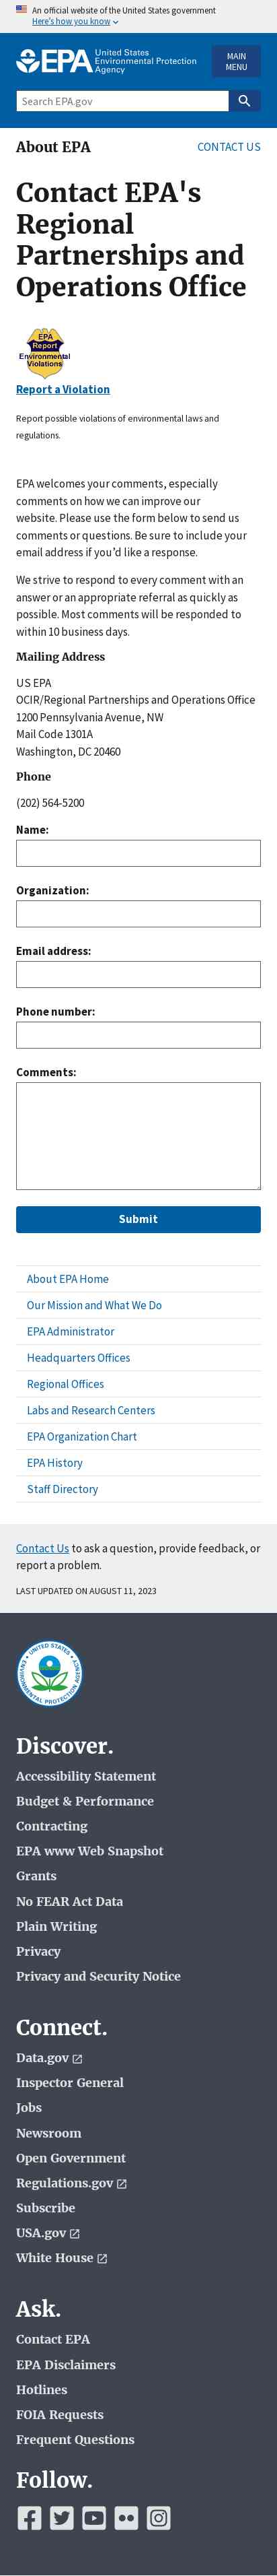 An official website of the United States government
Here's how you know
EPA United States
Environmental Protection
Agency
MAIN
MENU
Search EPA.gov
About EPA
CONTACT US
Contact EPA's
Regional
Partnerships and
Operations Office
EPA
Report
Environmental
Violations
Report a Violation
Report possible violations of environmental laws and
regulations.
EPA welcomes your comments, especially
comments on how we can improve our
website. Please use the form below to send us
comments or questions. Be sure to include your
email address if you'd like a response.
We strive to respond to every comment with an
answer or an appropriate referral as quickly as
possible. Most comments will be responded to
within 10 business days.
Mailing Address
US EPA
OCIR/Regional Partnerships and Operations Office
1200 Pennsylvania Avenue, NW
Mail Code 1301A
Washington, DC 20460
Phone
(202) 564-5200
Name:
Organization:
Email address:
Phone number:
Comments:
Submit
About EPA Home
Our Mission and What We Do
EPA Administrator
Headquarters Offices
Regional Offices
Labs and Research Centers
EPA Organization Chart
EPA History
Staff Directory
Contact Us to ask a question, provide feedback, or
report a problem.
LAST UPDATED ON AUGUST 11, 2023
UNITED STATES
ENVIRONMENTAL PROTECTION AGENCY
Discover.
Accessibility Statement
Budget & Performance
Contracting
EPA www Web Snapshot
Grants
No FEAR Act Data
Plain Writing
Privacy
Privacy and Security Notice
Connect.
Data.gov
Inspector General
Jobs
Newsroom
Open Government
Regulations.gov
Subscribe
USA.gov
White House
Ask.
Contact EPA
EPA Disclaimers
Hotlines
FOIA Requests
Frequent Questions
Follow.